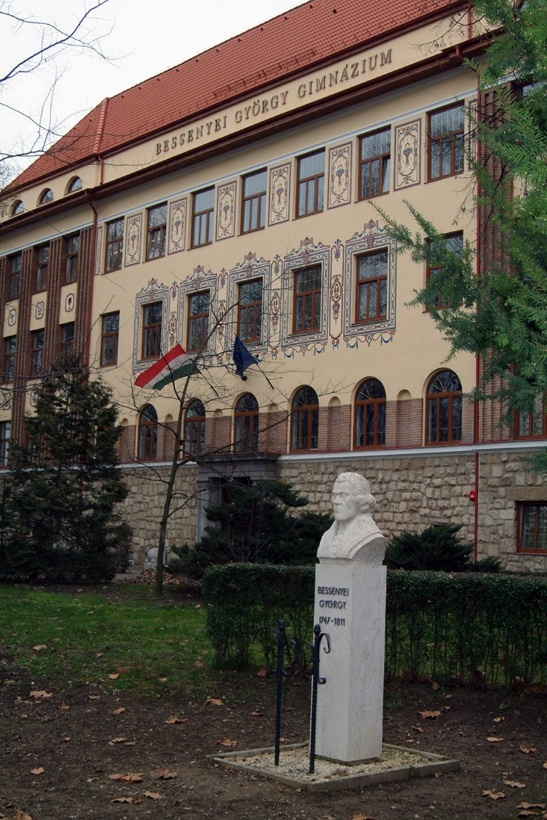 BESSENYEI GYÖRGY GIMNÁZIUM
BESSENYEI
GYÖRGY
1747-1811